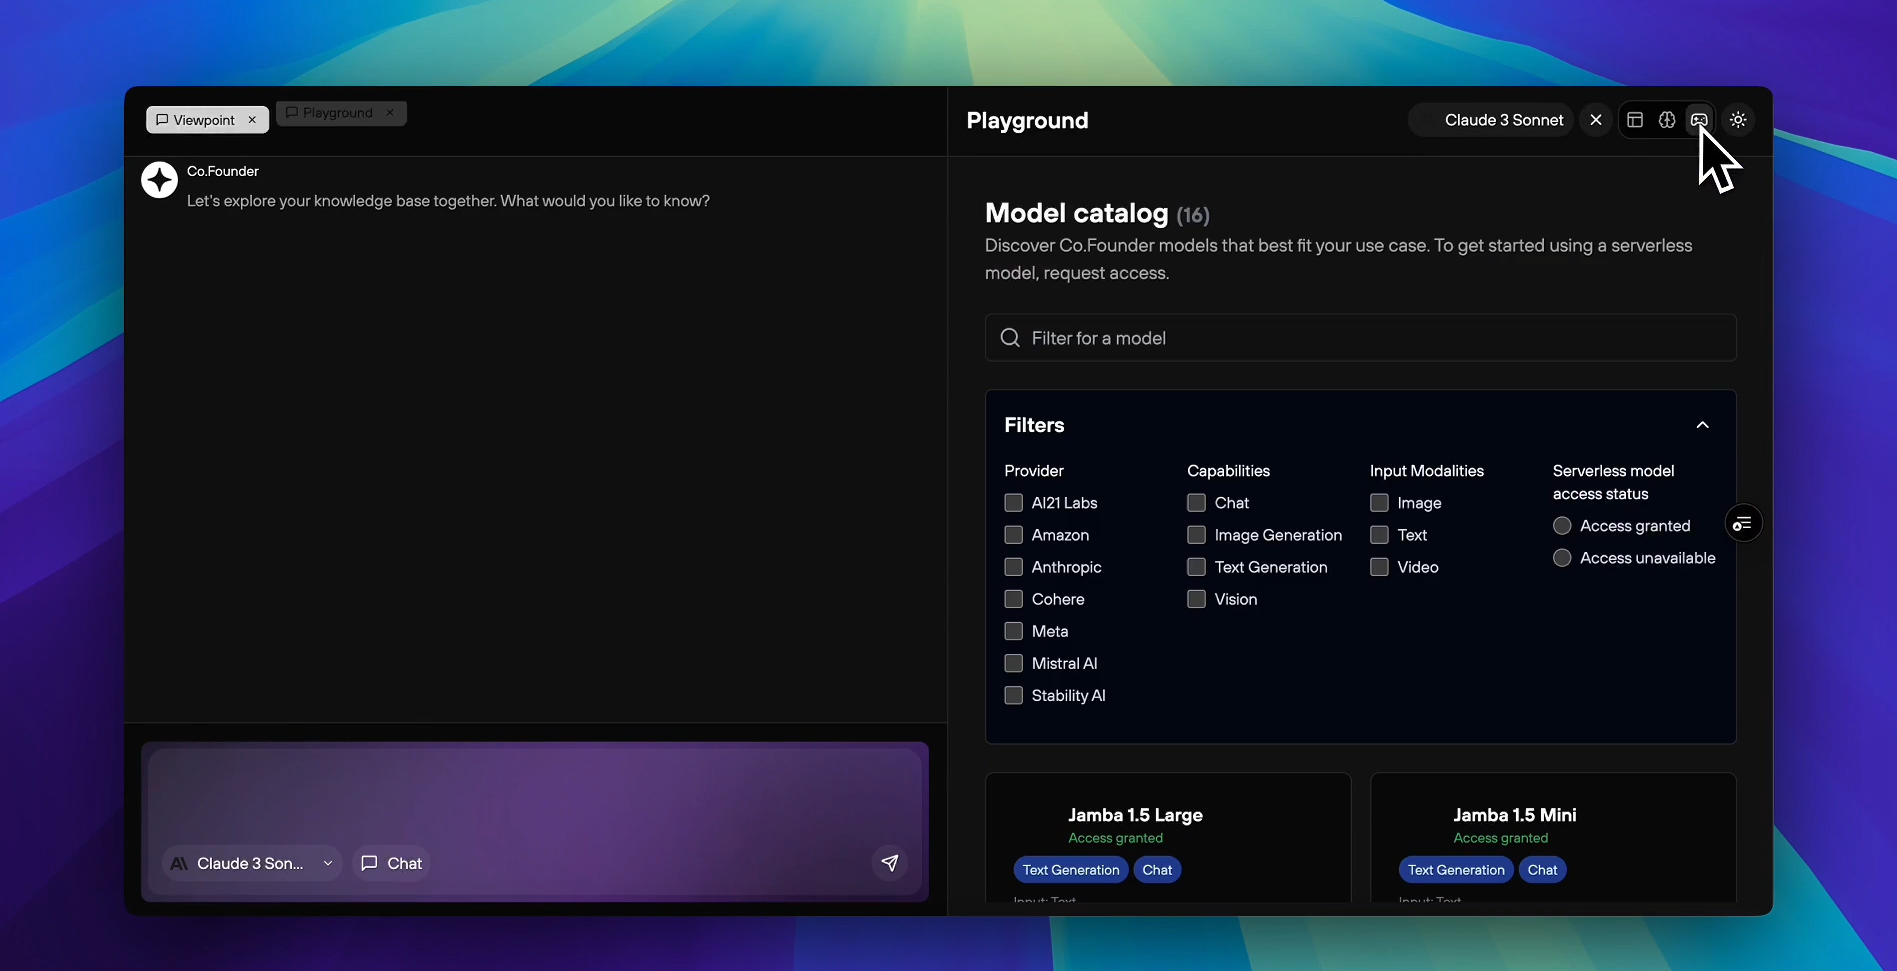 Viewpoint
Playground
Playground
Claude 3 Sonnet
Co.Founder
Let's explore your knowledge base together. What would you like to know?
Model catalog (16)
Discover Co.Founder models that best fit your use case. To get started using a serverless
model, request access.
Filter for a model
Filters
Provider
AI21 Labs
Amazon
Anthropic
Cohere
Meta
Mistral AI
Stability AI
Capabilities
Chat
Image Generation
Text Generation
Vision
Input Modalities
Image
Text
Video
Serverless model
access status
Access granted
Access unavailable
Jamba 1.5 Large
Access granted
Text Generation Chat
Input: Text
Jamba 1.5 Mini
Access granted
Text Generation Chat
Input: Text
Claude 3 Son...
Chat